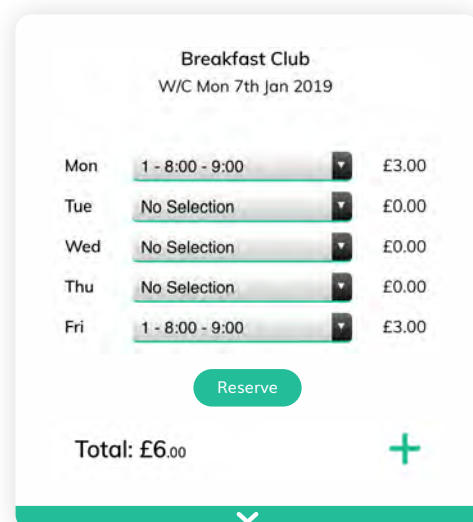 Breakfast Club
W/C Mon 7th Jan 2019
Mon 1 - 8:00 - 9:00 £3.00
Tue No Selection £0.00
Wed No Selection £0.00
Thu No Selection £0.00
Fri 1 - 8:00 - 9:00 £3.00
Reserve
Total: £6.00 +